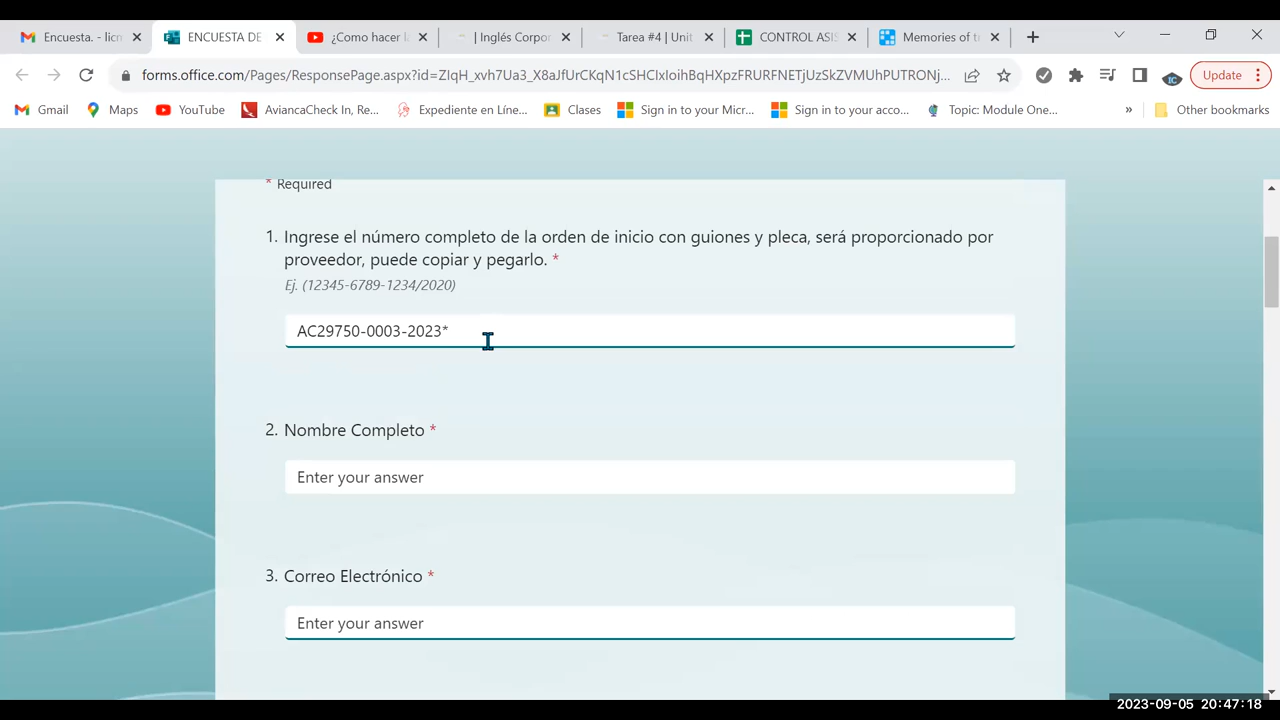 Encuesta. - licn
ENCUESTA DE
¿Como hacer l
| Inglés Corpor
Tarea #4 | Unit
CONTROL ASIS
Memories of t
forms.office.com/Pages/ResponsePage.aspx?id=ZIqH_xvh7Ua3_X8aJfUrCKqN1cSHClxIoihBqHXpzFRURFNETjUzSkZVMUhPUTRONj...
Update
Gmail
Maps
YouTube
AviancaCheck In, Re...
Expediente en Líne...
Clases
Sign in to your Micr...
Sign in to your acco...
Topic: Module One...
»
Other bookmarks
* Required
1. Ingrese el número completo de la orden de inicio con guiones y pleca, será proporcionado por
proveedor, puede copiar y pegarlo. *
Ej. (12345-6789-1234/2020)
AC29750-0003-2023*
2. Nombre Completo *
Enter your answer
3. Correo Electrónico *
Enter your answer
2023-09-05 20:47:18